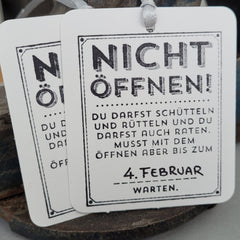 NICHT
ÖFFNEN!
DU DARFST SCHÜTTELN
UND RÜTTELN UND DU
DARFST AUCH RATEN.
MUSST MIT DEM
ÖFFNEN ABER BIS ZUM
4. FEBRUAR
WARTEN.